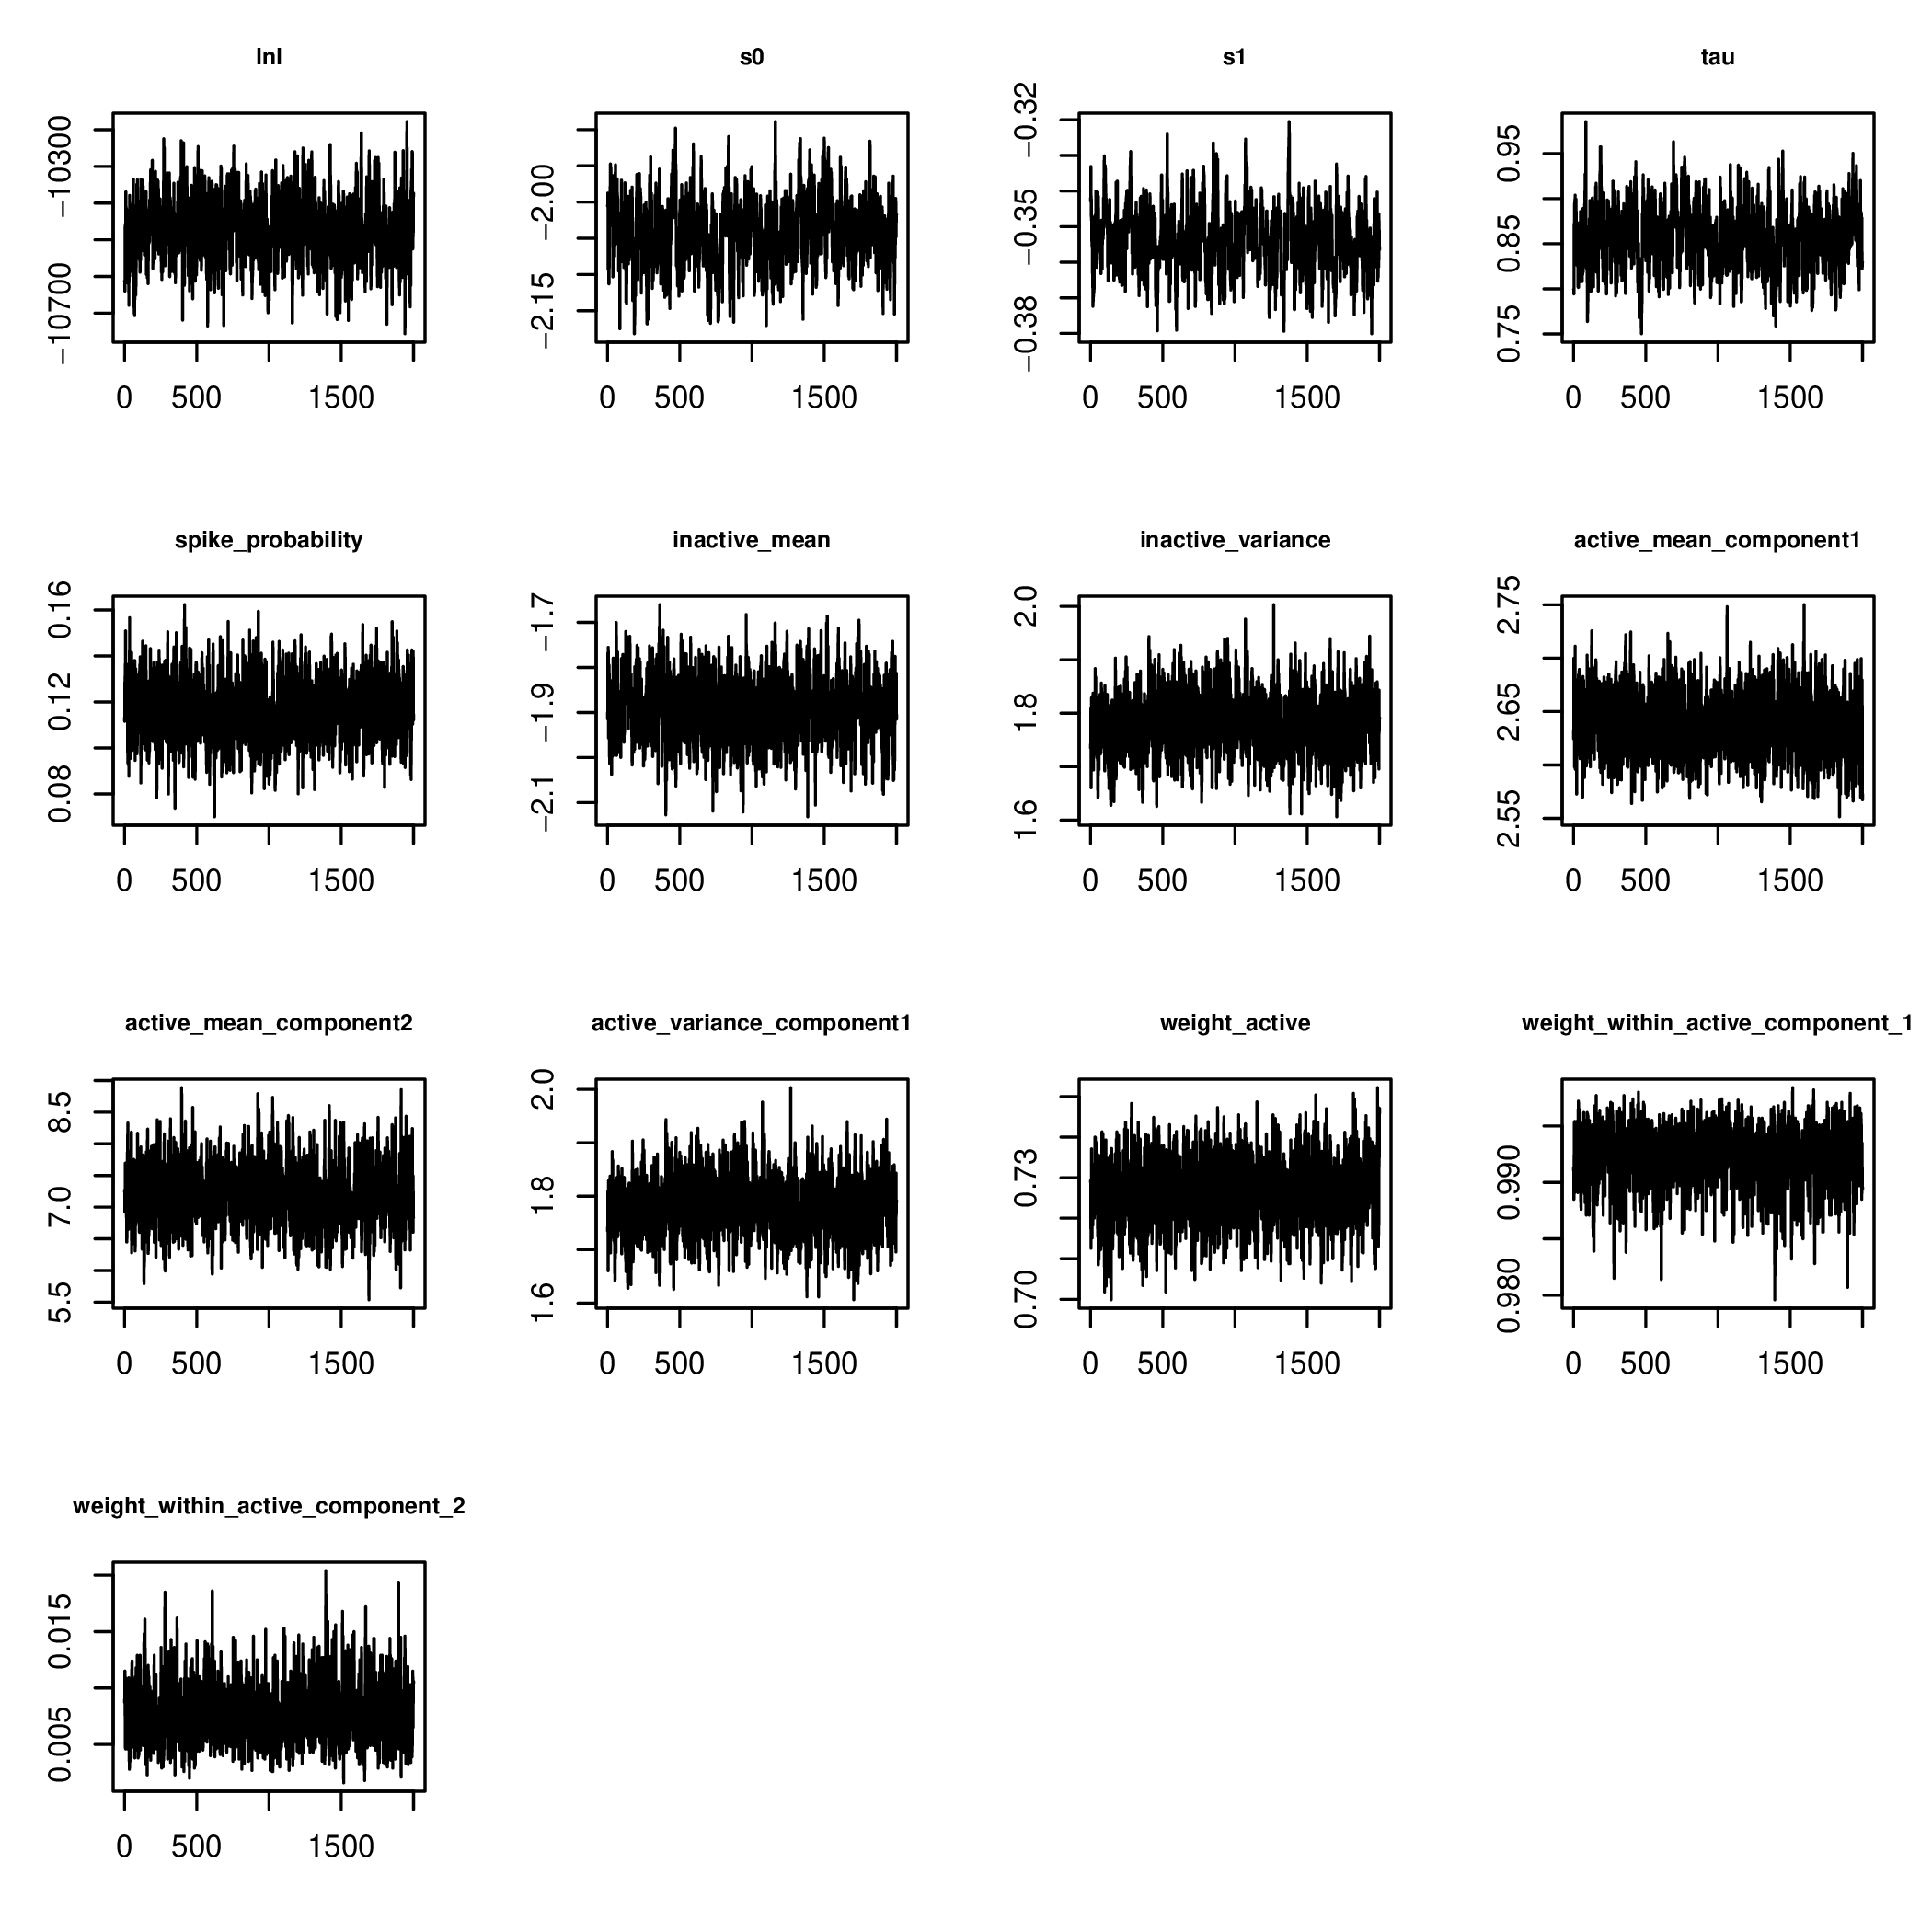 lnl
−10300
−10700
0 500 1500
s0
−2.00
−2.15
0 500 1500
s1
−0.32
−0.35
−0.38
0 500 1500
tau
0.95
0.85
0.75
0 500 1500
spike_probability
0.16
0.12
0.08
0 500 1500
inactive_mean
−1.7
−1.9
−2.1
0 500 1500
inactive_variance
2.0
1.8
1.6
0 500 1500
active_mean_component1
2.75
2.65
2.55
0 500 1500
active_mean_component2
8.5
7.0
5.5
0 500 1500
active_variance_component1
2.0
1.8
1.6
0 500 1500
weight_active
0.73
0.70
0 500 1500
weight_within_active_component_1
0.990
0.980
0 500 1500
weight_within_active_component_2
0.015
0.005
0 500 1500